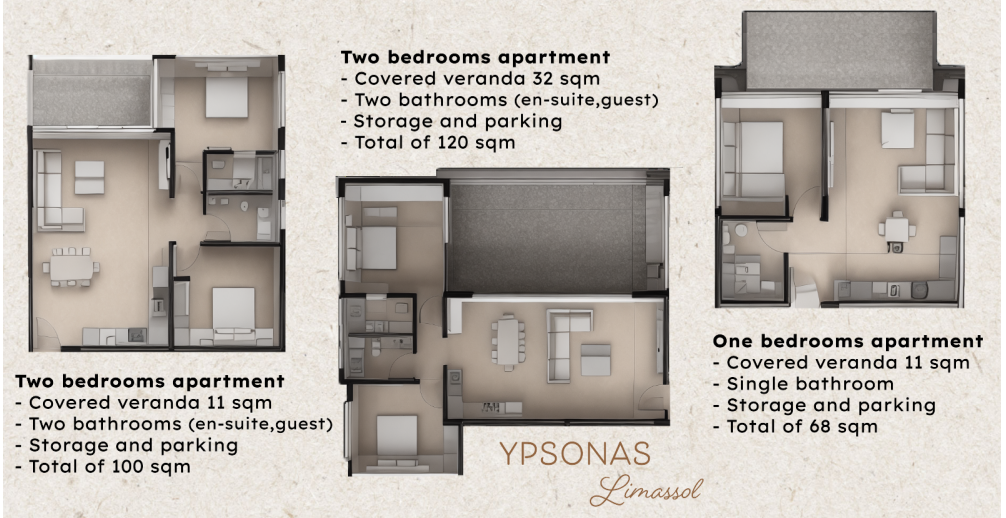 Two bedrooms apartment
- Covered veranda 11 sqm
- Two bathrooms (en-suite,guest)
- Storage and parking
- Total of 100 sqm
Two bedrooms apartment
- Covered veranda 32 sqm
- Two bathrooms (en-suite,guest)
- Storage and parking
- Total of 120 sqm
One bedrooms apartment
- Covered veranda 11 sqm
- Single bathroom
- Storage and parking
- Total of 68 sqm
YPSONAS
Limassol